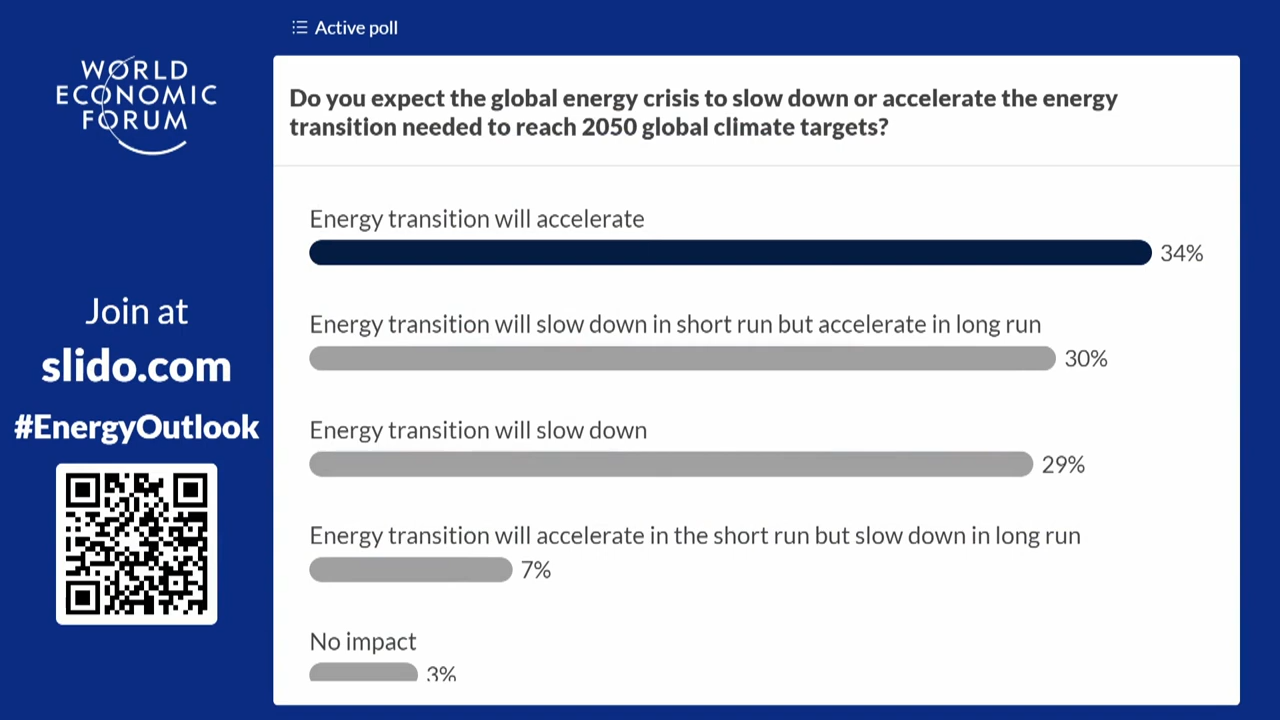 Active poll
WORLD
ECONOMIC
FORUM
Do you expect the global energy crisis to slow down or accelerate the energy
transition needed to reach 2050 global climate targets?
Energy transition will accelerate
34%
Energy transition will slow down in short run but accelerate in long run
30%
Energy transition will slow down
29%
Energy transition will accelerate in the short run but slow down in long run
7%
No impact
3%
Join at
slido.com
#EnergyOutlook